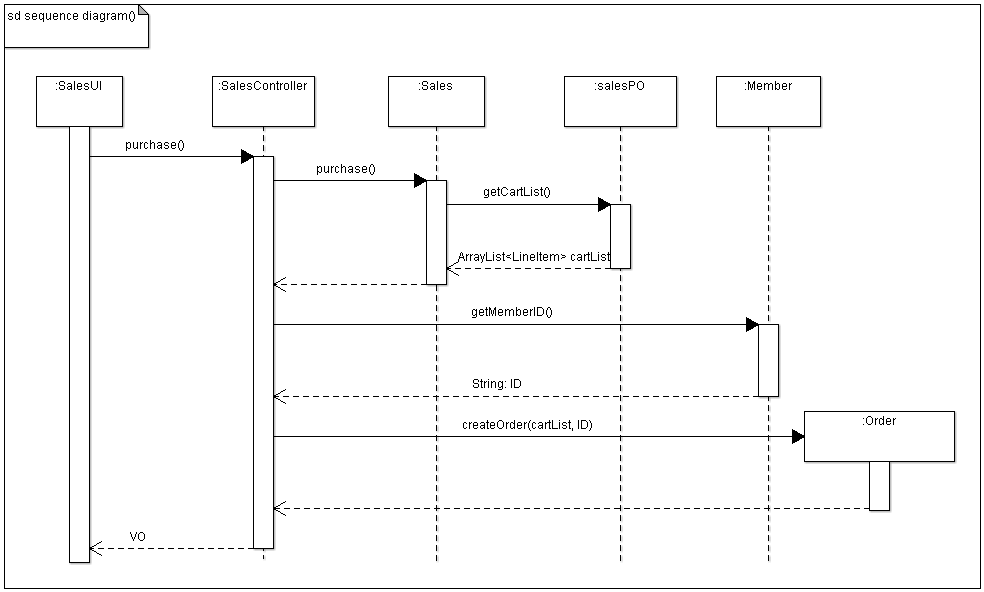 sd sequence diagram()
:SalesUI
:SalesController
:Sales
:salesPO
:Member
purchase()
purchase()
getCartList()
ArrayList<LineItem> cartList
getMemberID()
String: ID
createOrder(cartList, ID)
:Order
VO